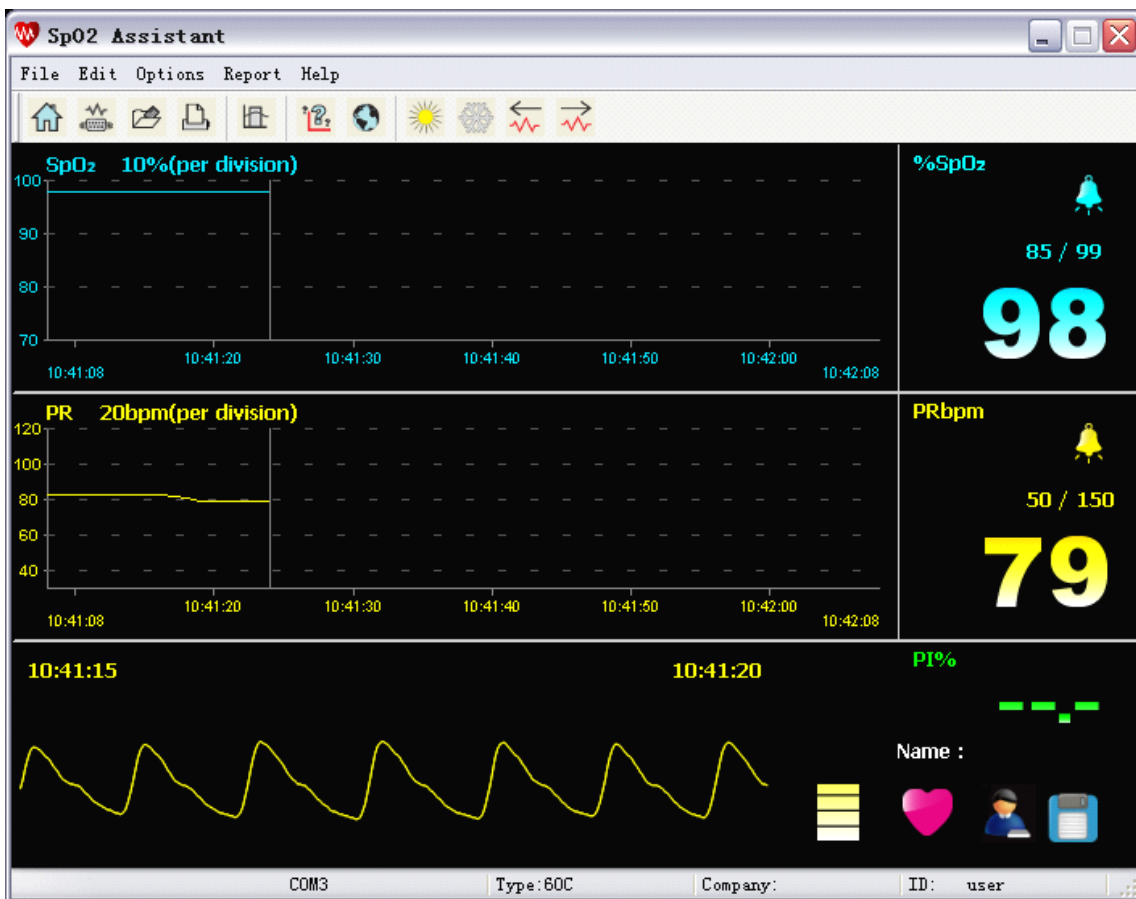 SpO2 Assistant
File Edit Options Report Help
SpO₂ 10%(per division)
100
90
80
70
10:41:20 10:41:30 10:41:40 10:41:50 10:42:00
10:41:08 10:42:08
%SpO₂
85 / 99
98
PR 20bpm(per division)
120
100
80
60
40
10:41:20 10:41:30 10:41:40 10:41:50 10:42:00
10:41:08 10:42:08
PRbpm
50 / 150
79
10:41:15 10:41:20
PI%
--.-
Name :
COM3 Type:60C Company: ID: user